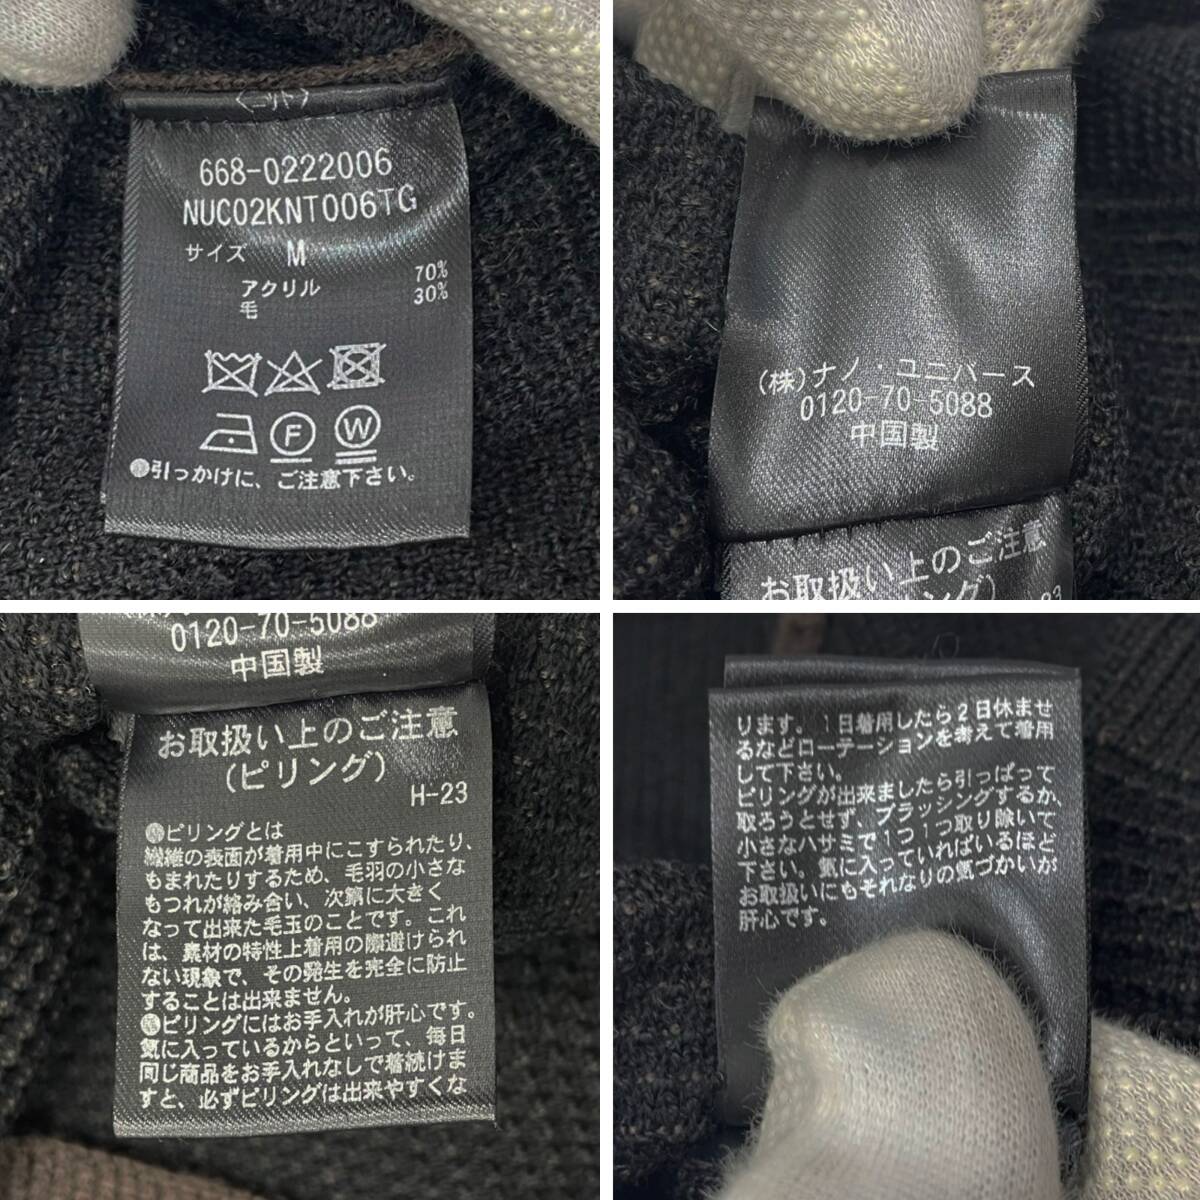 〈ニット〉
668-0222006
NUC02KNT006TG
サイズ M
アクリル 70%
毛 30%
F W
●引っかけに、ご注意下さい。
(株)ナノ・ユニバース
0120-70-5088
中国製
お取扱い上のご注意
0120-70-5088
中国製
お取扱い上のご注意
(ピリング)
H-23
●ピリングとは
繊維の表面が着用中にこすられたり、
もまれたりするため、毛羽の小さな
もつれが絡み合い、次第に大きく
なって出来た毛玉のことです。これ
は、素材の特性上着用の際避けられ
ない現象で、その発生を完全に防止
することは出来ません。
●ピリングにはお手入れが肝心です。
気に入っているからといって、毎日
同じ商品をお手入れなしで着続けま
すと、必ずピリングは出来やすくな
ります。1日着用したら2日休ませ
るなどローテーションを考えて着用
して下さい。
ピリングが出来ましたら引っぱって
取ろうとせず、ブラッシングするか、
小さなハサミで1つ1つ取り除いて
下さい。気に入っていればいるほど
お取扱いにもそれなりの気づかいが
肝心です。